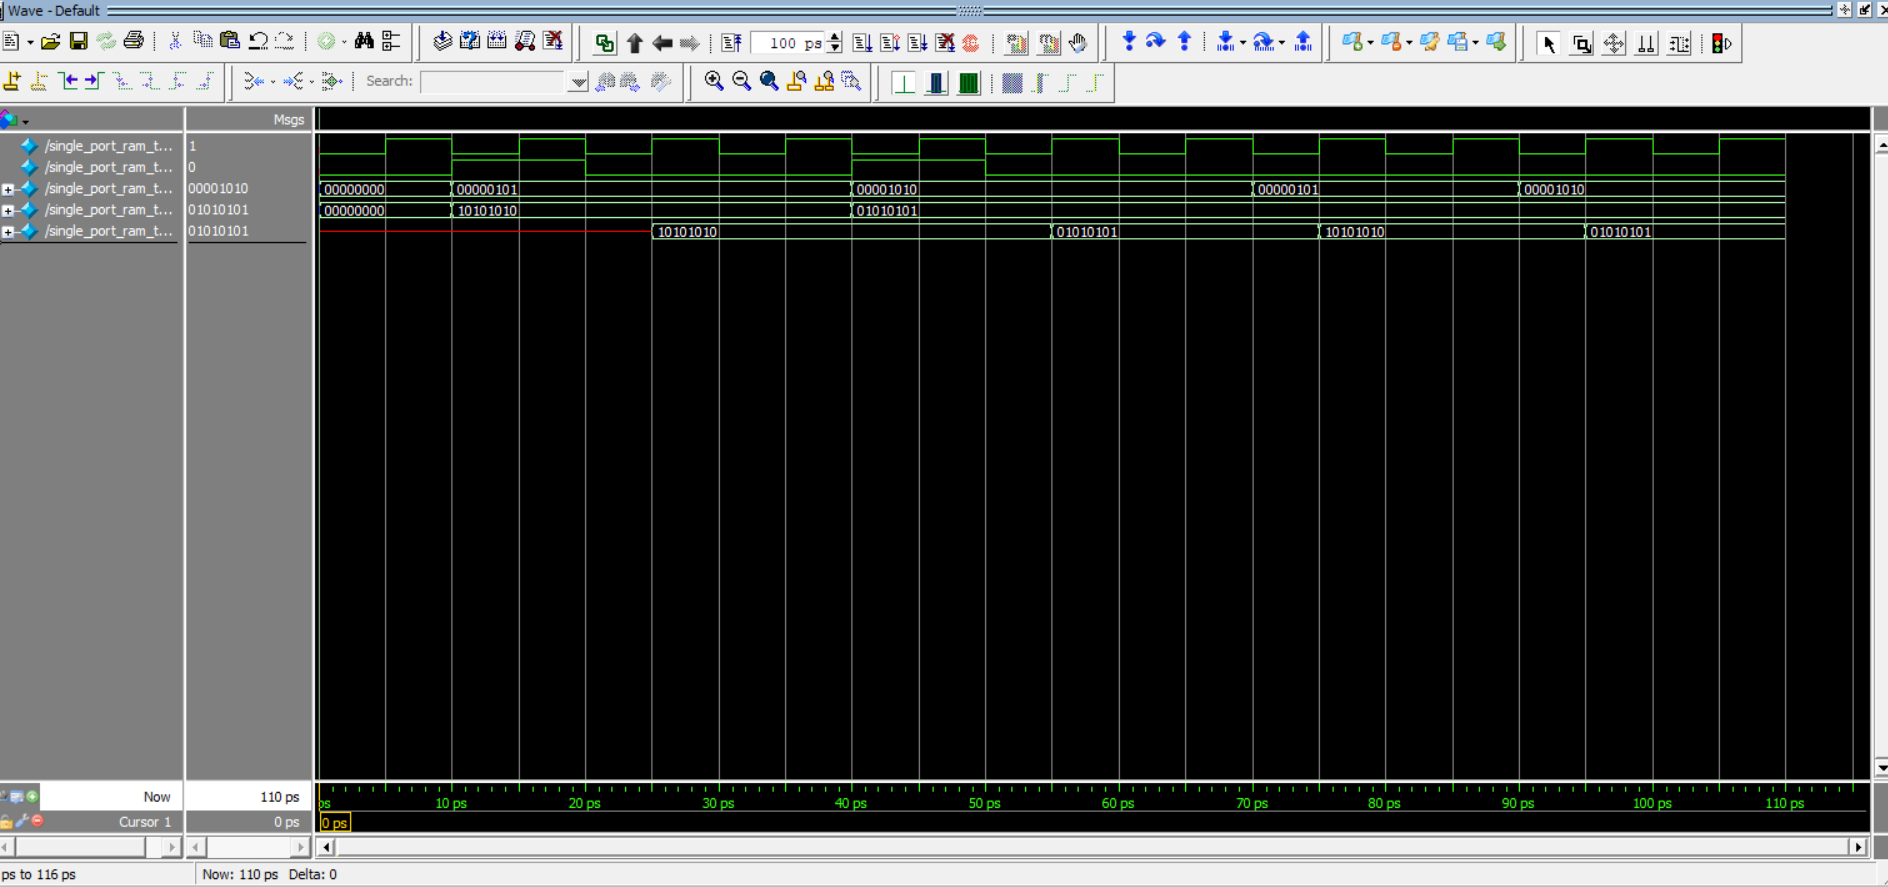 Wave - Default
100 ps
Search:
Msgs
/single_port_ram_t... 1
/single_port_ram_t... 0
/single_port_ram_t... 00001010 00000000 00000101 00001010 00000101 00001010
/single_port_ram_t... 01010101 00000000 10101010 01010101
/single_port_ram_t... 01010101 10101010 01010101 10101010 01010101
Now 110 ps ps 10 ps 20 ps 30 ps 40 ps 50 ps 60 ps 70 ps 80 ps 90 ps 100 ps 110 ps
Cursor 1 0 ps 0 ps
ps to 116 ps Now: 110 ps Delta: 0